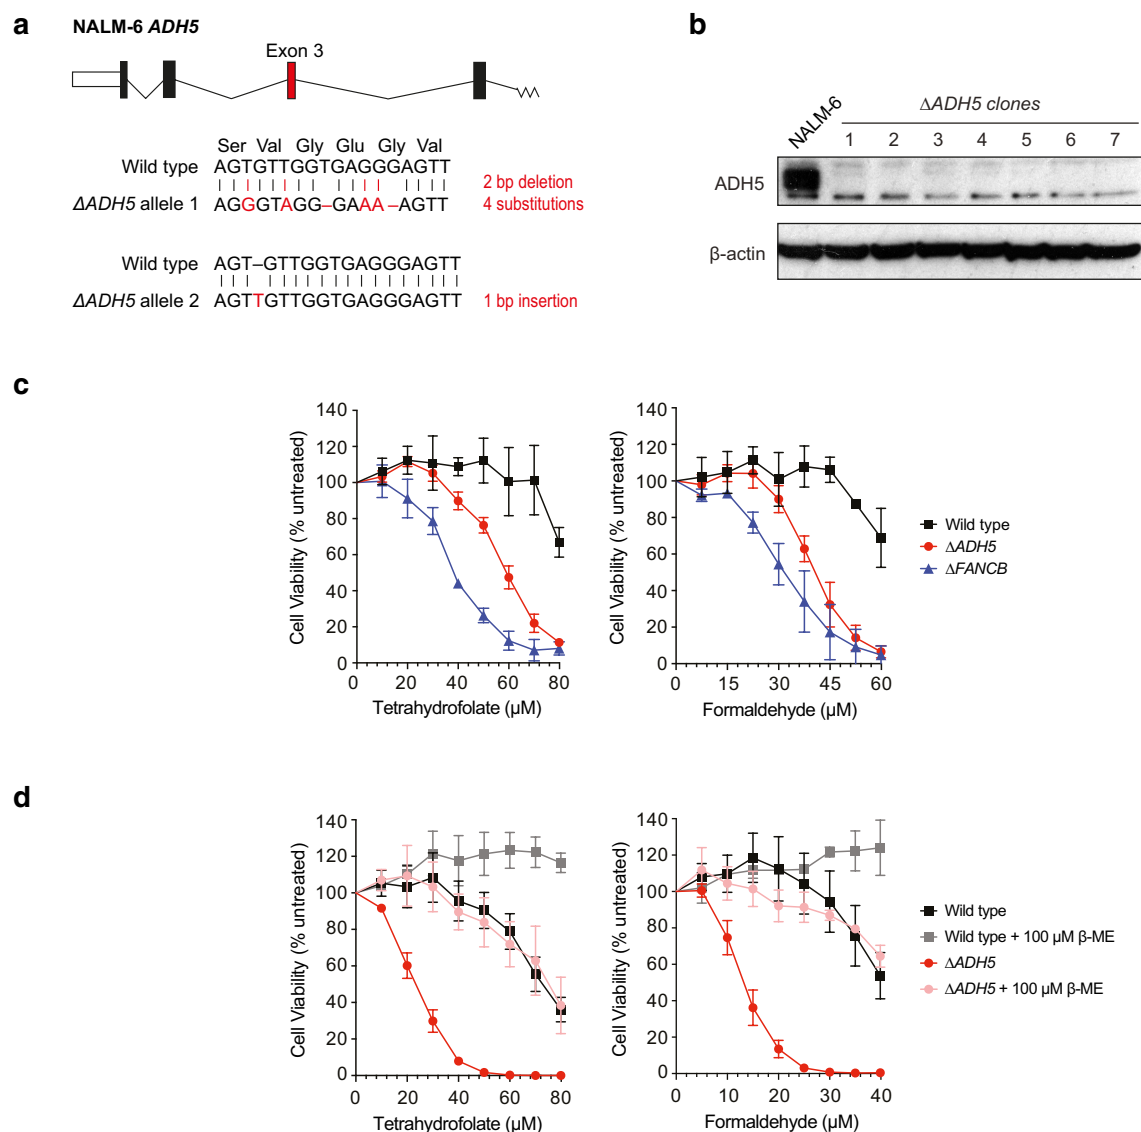 a
NALM-6 ADH5
Exon 3
Ser Val Gly Glu Gly Val
Wild type AGTGTTGGTGAGGGAGTT
2 bp deletion
ΔADH5 allele 1 AGGGTAGG–GAAA–AGTT
4 substitutions
Wild type AGT–GTTGGTGAGGGAGTT
ΔADH5 allele 2 AGTTGTTGGTGAGGGAGTT
1 bp insertion
b
NALM-6
ΔADH5 clones
1 2 3 4 5 6 7
ADH5
β-actin
c
Cell Viability (% untreated)
140
120
100
80
60
40
20
0
0 20 40 60 80
Tetrahydrofolate (µM)
Cell Viability (% untreated)
140
120
100
80
60
40
20
0
0 15 30 45 60
Formaldehyde (µM)
Wild type
ΔADH5
ΔFANCB
d
Cell Viability (% untreated)
140
120
100
80
60
40
20
0
0 20 40 60 80
Tetrahydrofolate (µM)
Cell Viability (% untreated)
140
120
100
80
60
40
20
0
0 10 20 30 40
Formaldehyde (µM)
Wild type
Wild type + 100 µM β-ME
ΔADH5
ΔADH5 + 100 µM β-ME